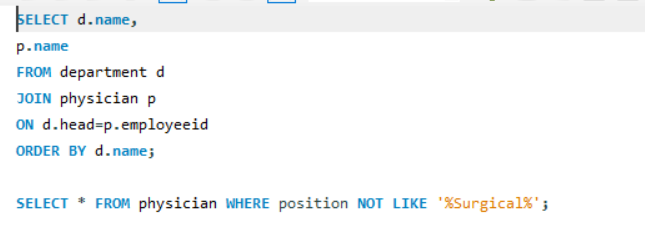 SELECT d.name,
p.name
FROM department d
JOIN physician p
ON d.head=p.employeeid
ORDER BY d.name;
SELECT * FROM physician WHERE position NOT LIKE '%Surgical%';